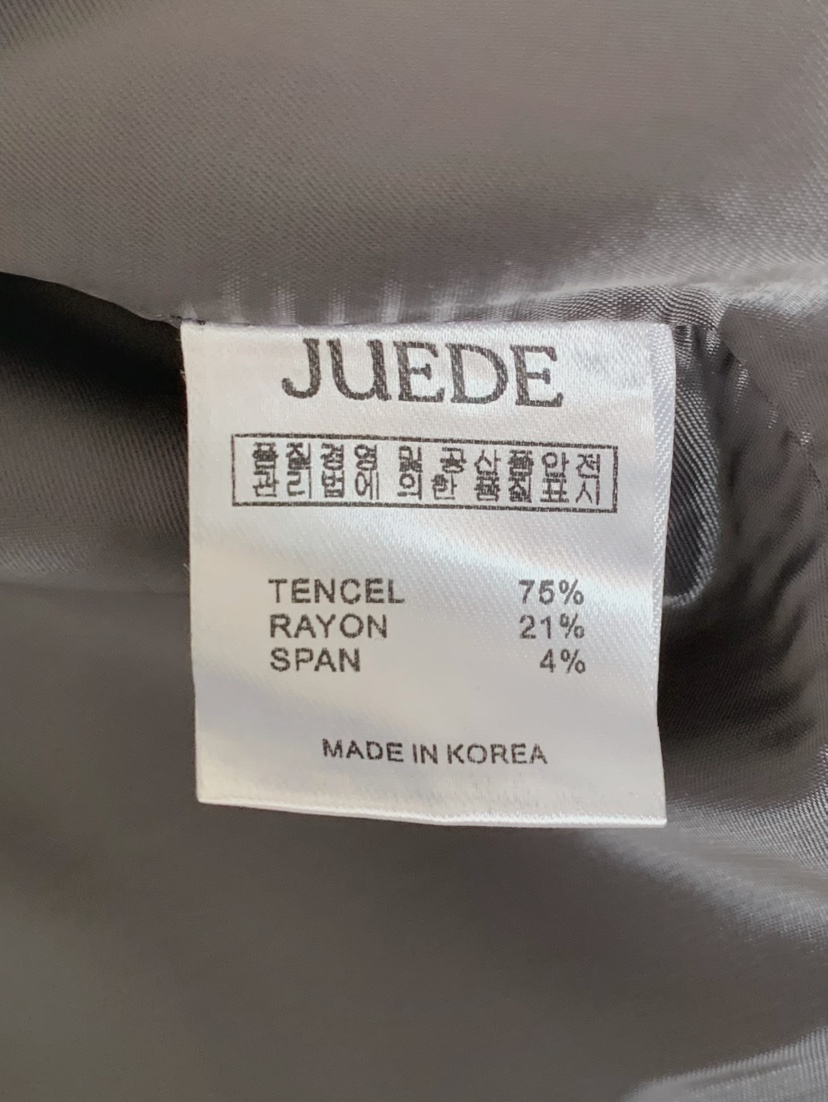 JUEDE
품질경영 및 공산품안전
관리법에 의한 품질표시
TENCEL 75%
RAYON 21%
SPAN 4%
MADE IN KOREA